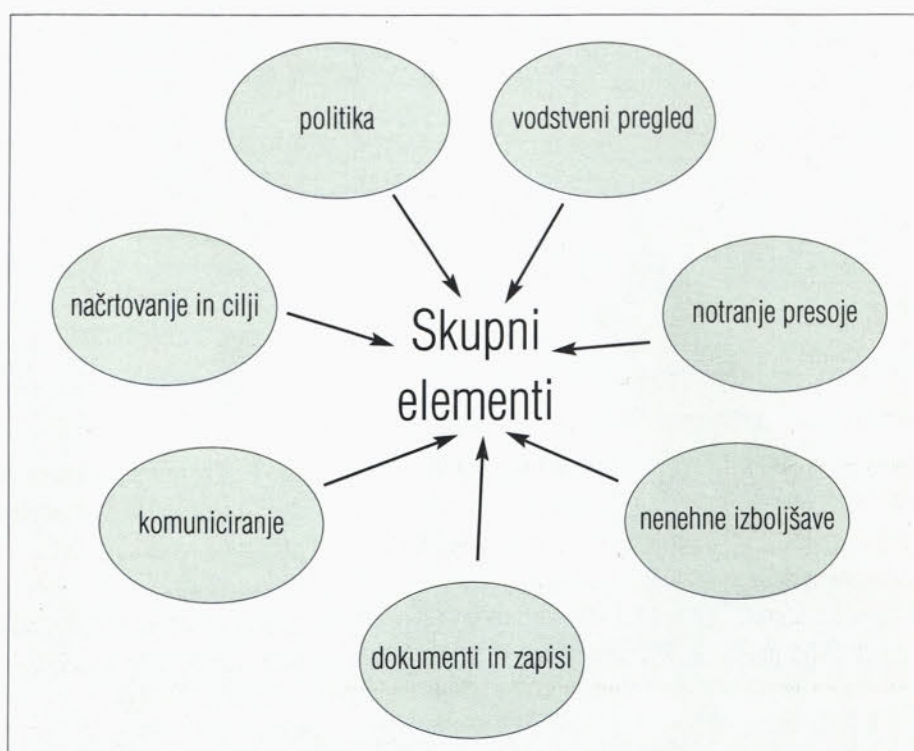 politika
vodstveni pregled
načrtovanje in cilji
notranje presoje
Skupni
elementi
komuniciranje
nenehne izboljšave
dokumenti in zapisi